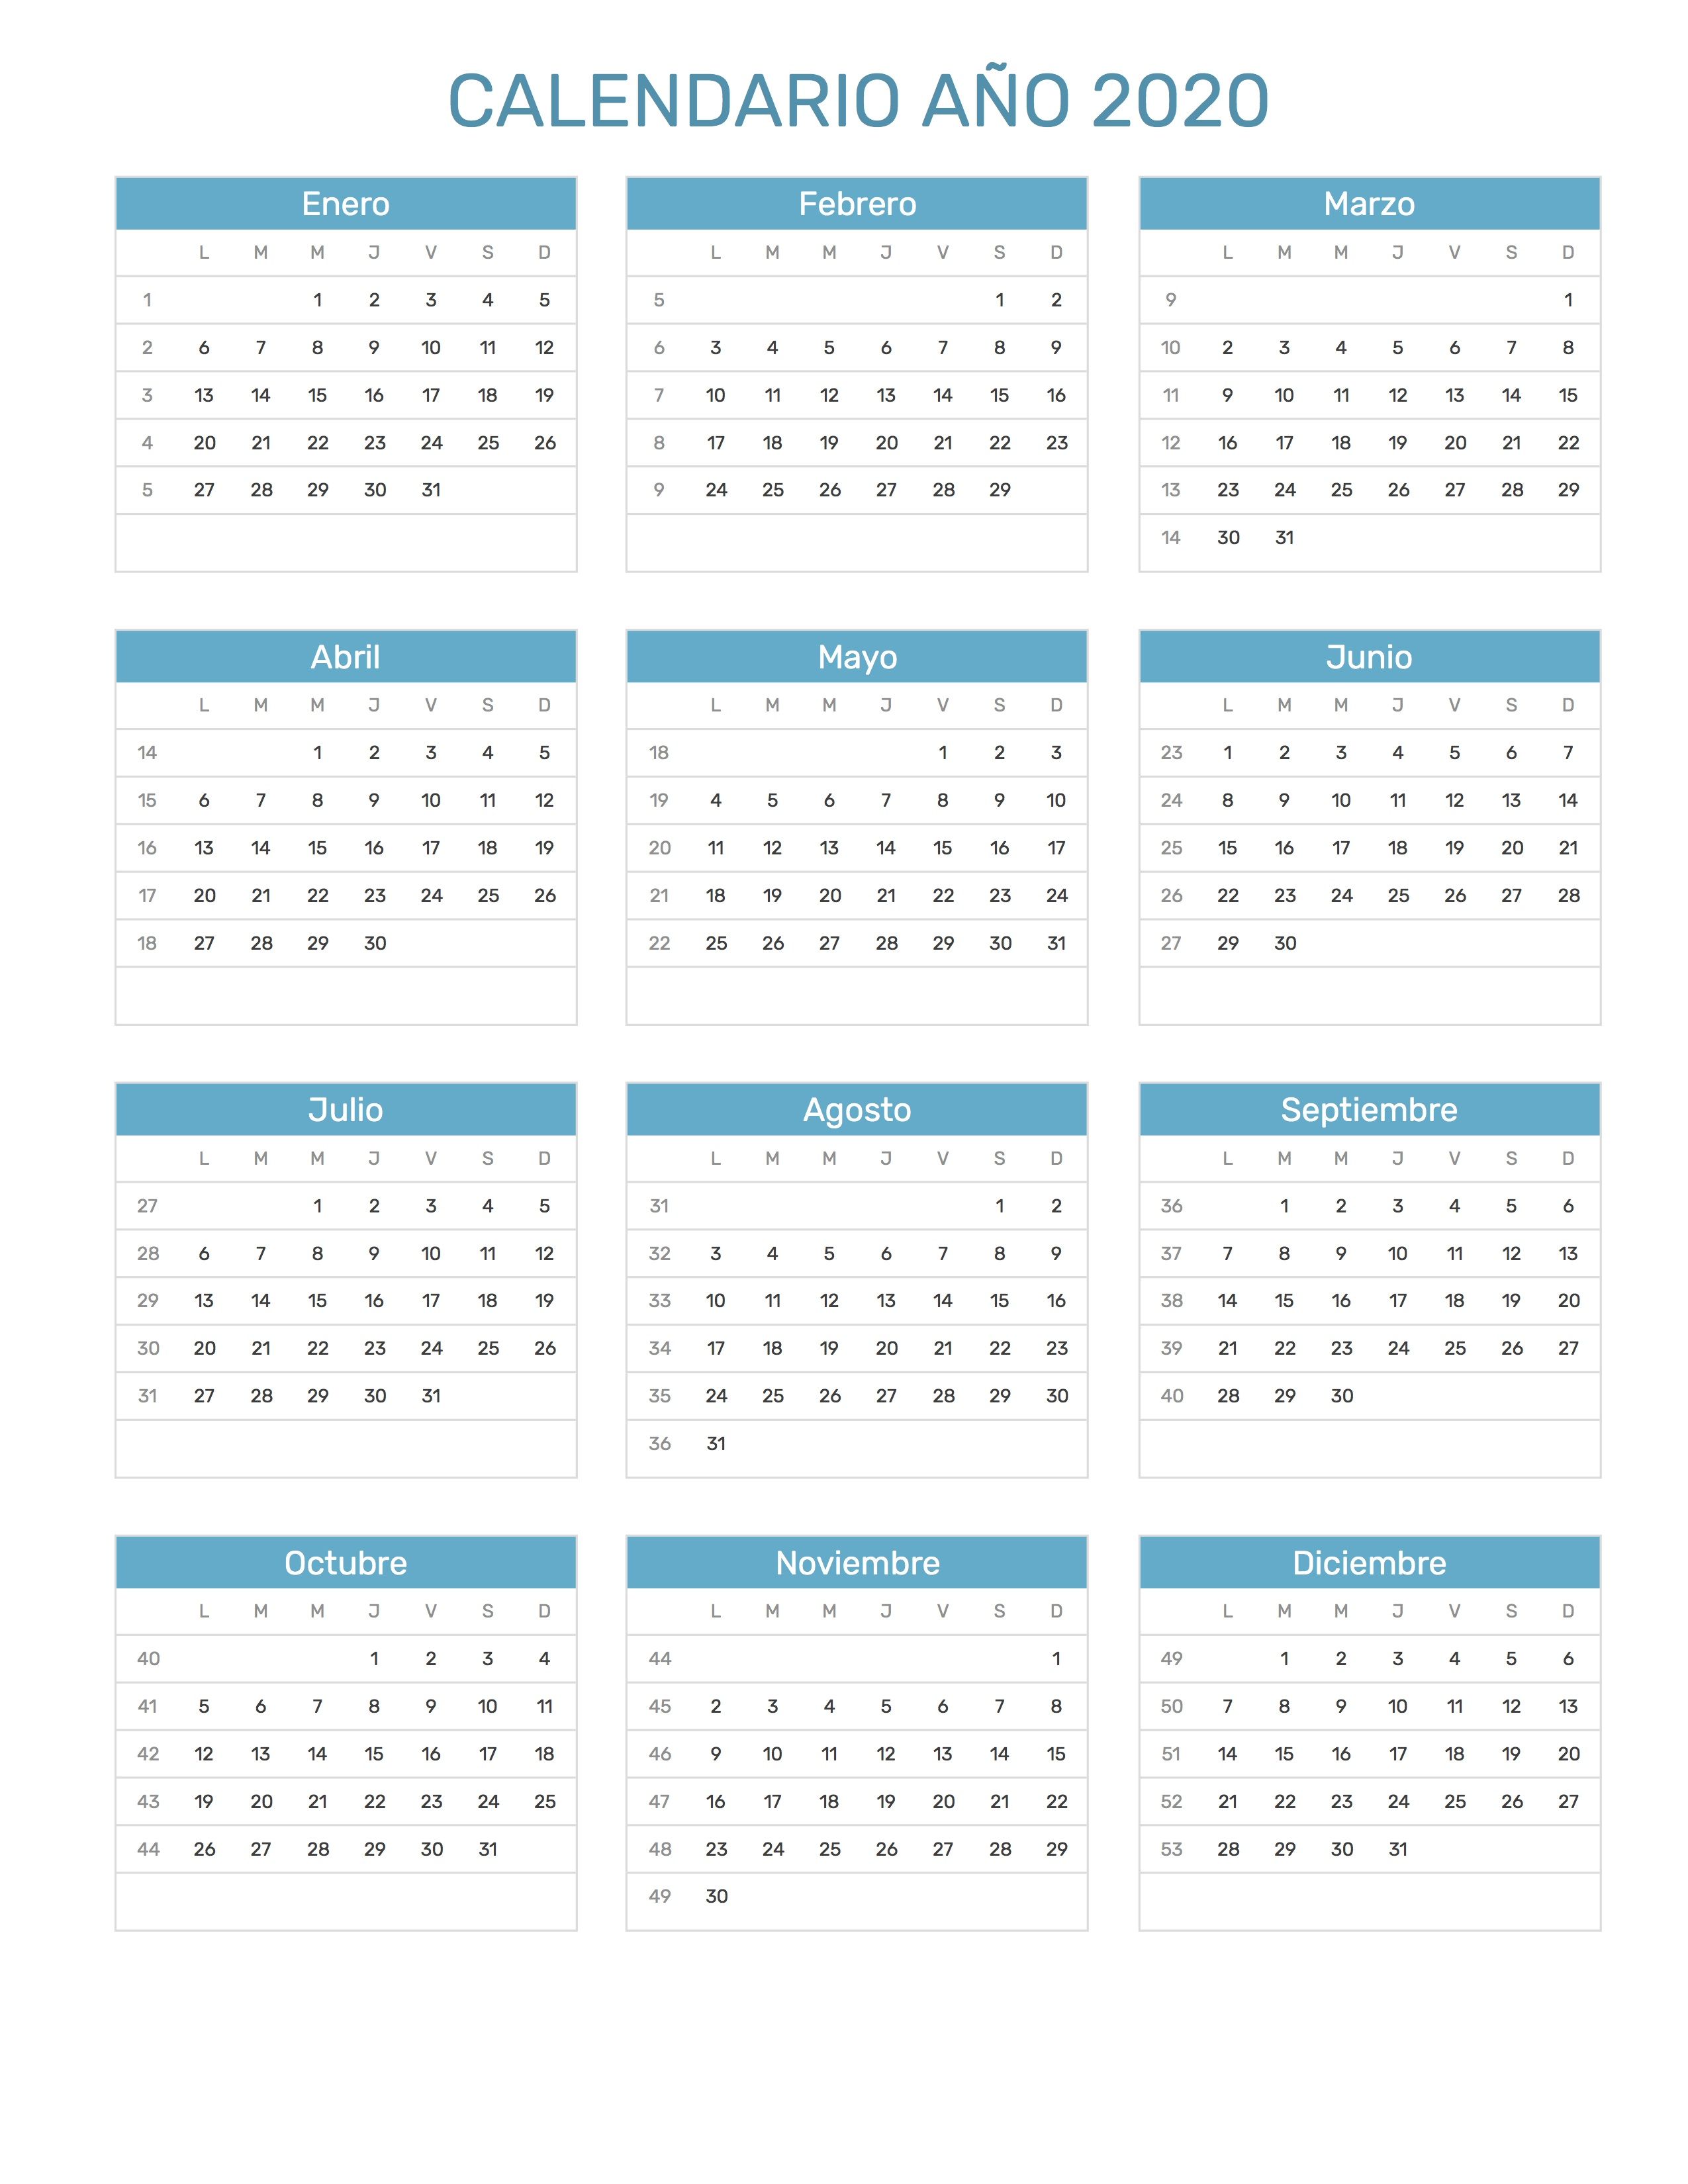 CALENDARIO AÑO 2020
Enero
L M M J V S D
1 1 2 3 4 5
2 6 7 8 9 10 11 12
3 13 14 15 16 17 18 19
4 20 21 22 23 24 25 26
5 27 28 29 30 31
Febrero
L M M J V S D
5 1 2
6 3 4 5 6 7 8 9
7 10 11 12 13 14 15 16
8 17 18 19 20 21 22 23
9 24 25 26 27 28 29
Marzo
L M M J V S D
9 1
10 2 3 4 5 6 7 8
11 9 10 11 12 13 14 15
12 16 17 18 19 20 21 22
13 23 24 25 26 27 28 29
14 30 31
Abril
L M M J V S D
14 1 2 3 4 5
15 6 7 8 9 10 11 12
16 13 14 15 16 17 18 19
17 20 21 22 23 24 25 26
18 27 28 29 30
Mayo
L M M J V S D
18 1 2 3
19 4 5 6 7 8 9 10
20 11 12 13 14 15 16 17
21 18 19 20 21 22 23 24
22 25 26 27 28 29 30 31
Junio
L M M J V S D
23 1 2 3 4 5 6 7
24 8 9 10 11 12 13 14
25 15 16 17 18 19 20 21
26 22 23 24 25 26 27 28
27 29 30
Julio
L M M J V S D
27 1 2 3 4 5
28 6 7 8 9 10 11 12
29 13 14 15 16 17 18 19
30 20 21 22 23 24 25 26
31 27 28 29 30 31
Agosto
L M M J V S D
31 1 2
32 3 4 5 6 7 8 9
33 10 11 12 13 14 15 16
34 17 18 19 20 21 22 23
35 24 25 26 27 28 29 30
36 31
Septiembre
L M M J V S D
36 1 2 3 4 5 6
37 7 8 9 10 11 12 13
38 14 15 16 17 18 19 20
39 21 22 23 24 25 26 27
40 28 29 30
Octubre
L M M J V S D
40 1 2 3 4
41 5 6 7 8 9 10 11
42 12 13 14 15 16 17 18
43 19 20 21 22 23 24 25
44 26 27 28 29 30 31
Noviembre
L M M J V S D
44 1
45 2 3 4 5 6 7 8
46 9 10 11 12 13 14 15
47 16 17 18 19 20 21 22
48 23 24 25 26 27 28 29
49 30
Diciembre
L M M J V S D
49 1 2 3 4 5 6
50 7 8 9 10 11 12 13
51 14 15 16 17 18 19 20
52 21 22 23 24 25 26 27
53 28 29 30 31